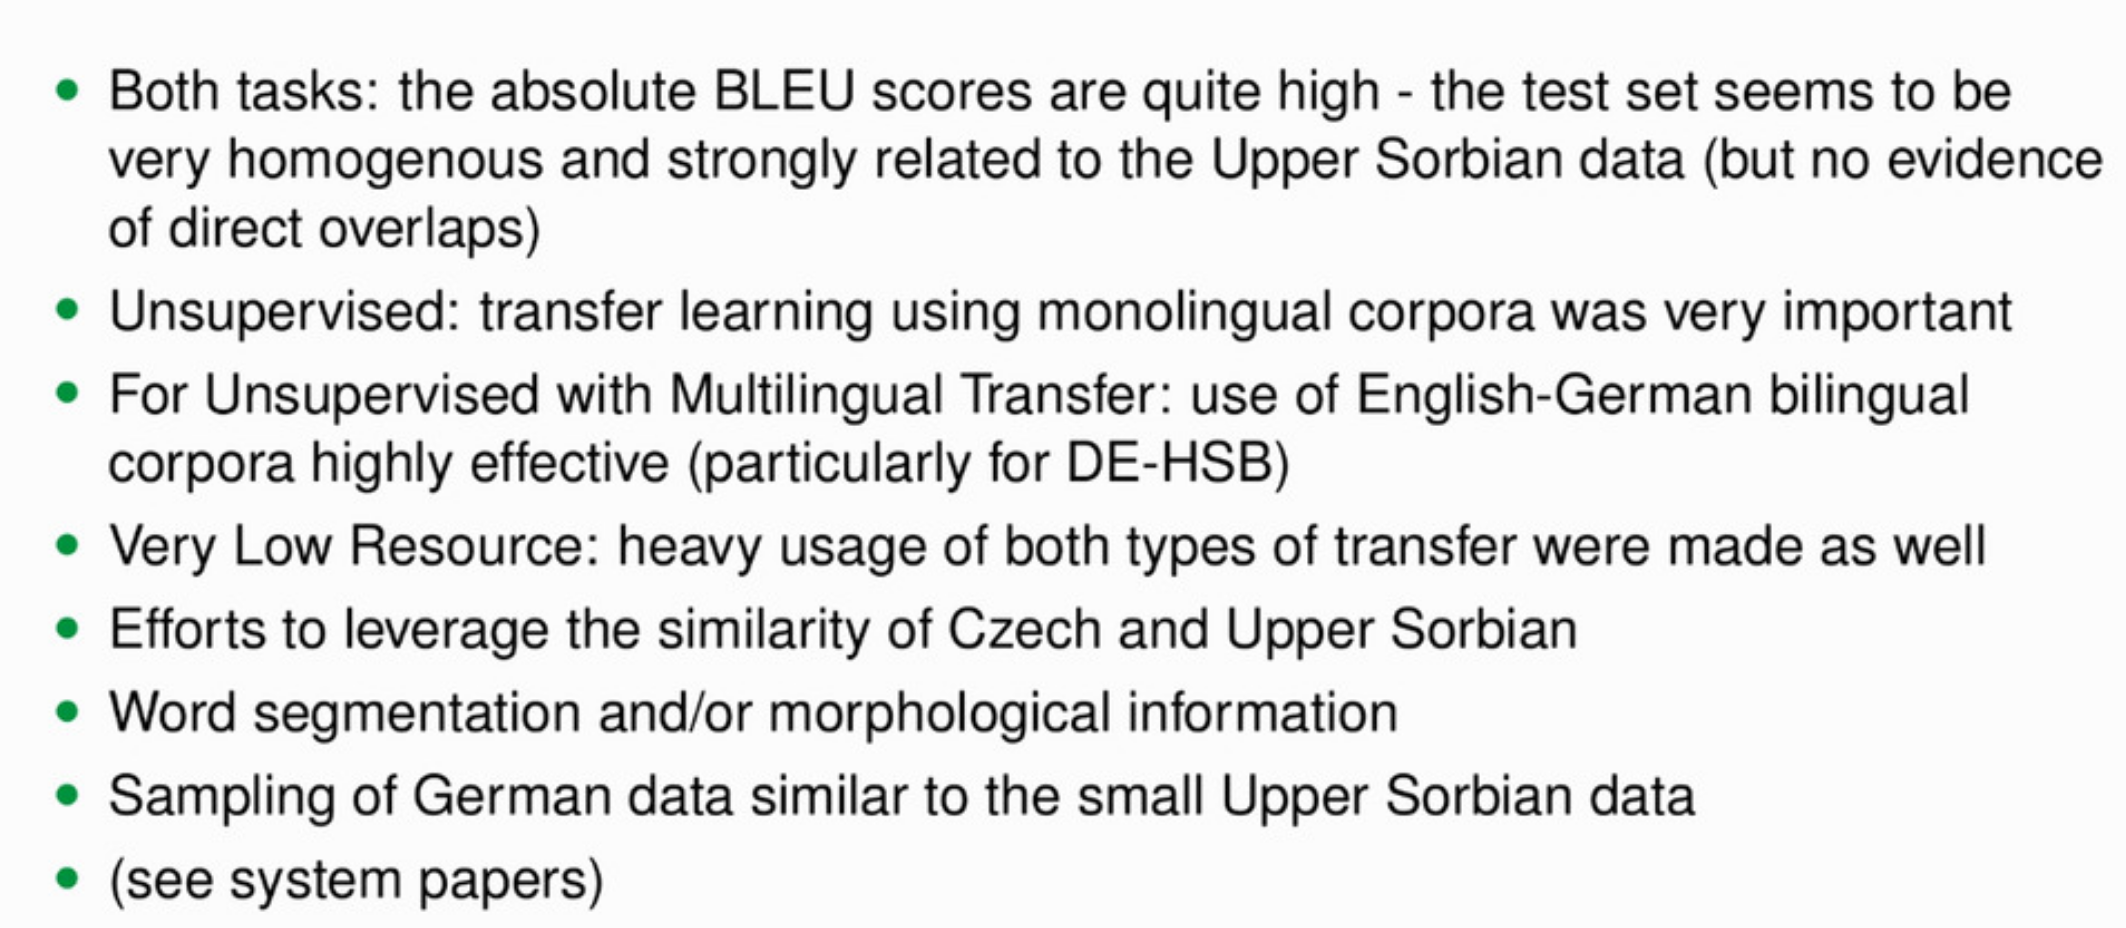 • Both tasks: the absolute BLEU scores are quite high - the test set seems to be
very homogenous and strongly related to the Upper Sorbian data (but no evidence
of direct overlaps)
• Unsupervised: transfer learning using monolingual corpora was very important
• For Unsupervised with Multilingual Transfer: use of English-German bilingual
corpora highly effective (particularly for DE-HSB)
• Very Low Resource: heavy usage of both types of transfer were made as well
• Efforts to leverage the similarity of Czech and Upper Sorbian
• Word segmentation and/or morphological information
• Sampling of German data similar to the small Upper Sorbian data
• (see system papers)